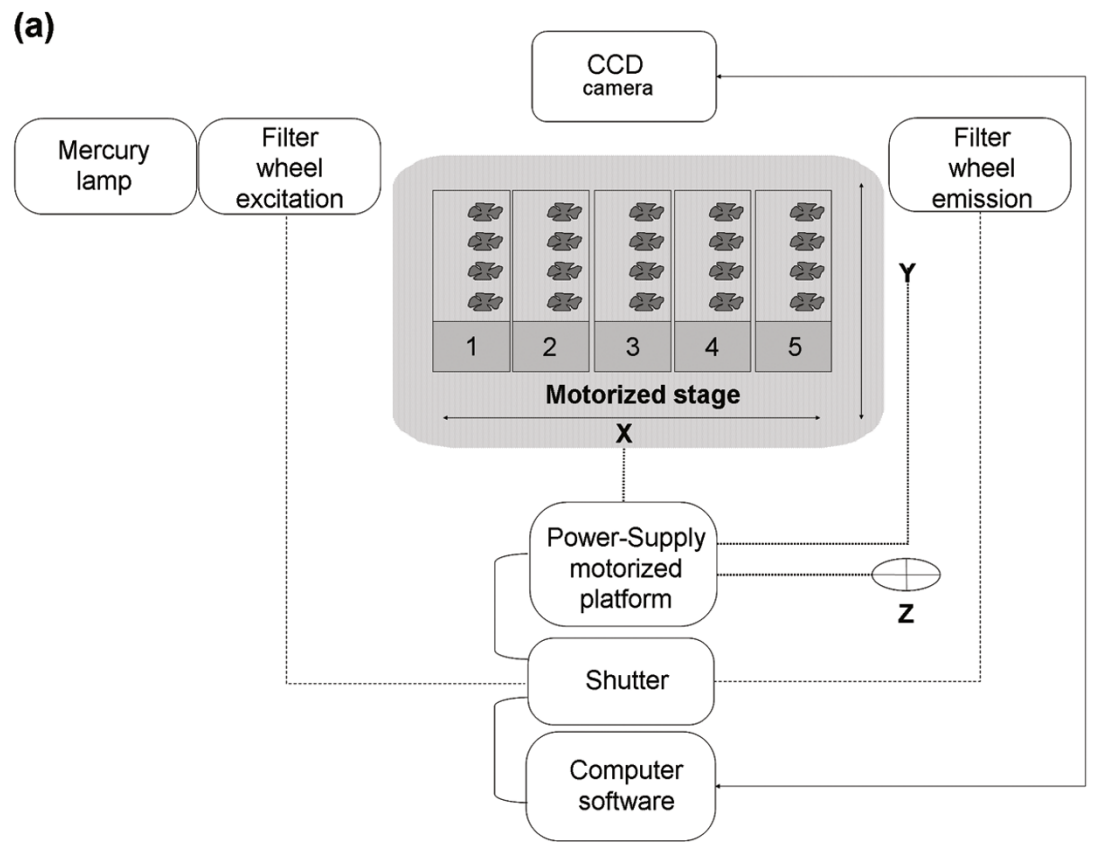 (a)
CCD
camera
Mercury
lamp
Filter
wheel
excitation
Filter
wheel
emission
1 2 3 4 5
Motorized stage
X
Y
Power-Supply
motorized
platform
Z
Shutter
Computer
software